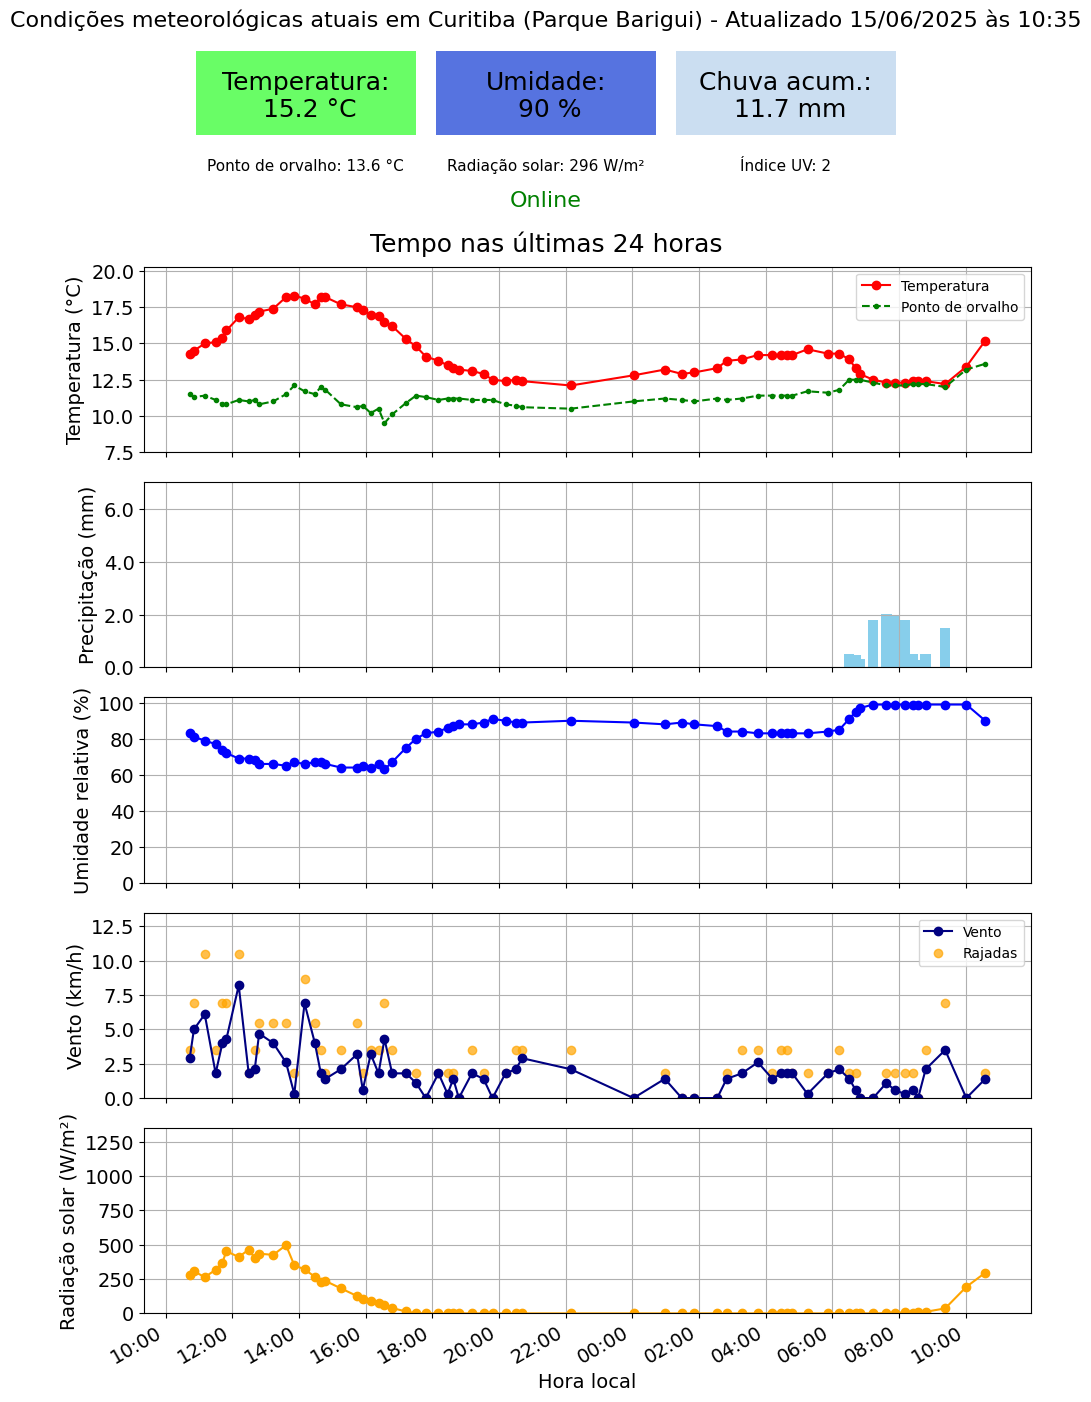 Condições meteorológicas atuais em Curitiba (Parque Barigui) - Atualizado 15/06/2025 às 10:35
Temperatura:
15.2 °C
Umidade:
90 %
Chuva acum.:
11.7 mm
Ponto de orvalho: 13.6 °C
Radiação solar: 296 W/m²
Índice UV: 2
Online
Tempo nas últimas 24 horas
Temperatura (°C)
20.0
17.5
15.0
12.5
10.0
7.5
Temperatura
Ponto de orvalho
Precipitação (mm)
6.0
4.0
2.0
0.0
Umidade relativa (%)
100
80
60
40
20
0
Vento (km/h)
12.5
10.0
7.5
5.0
2.5
0.0
Vento
Rajadas
Radiação solar (W/m²)
1250
1000
750
500
250
0
10:00
12:00
14:00
16:00
18:00
20:00
22:00
00:00
02:00
04:00
06:00
08:00
10:00
Hora local